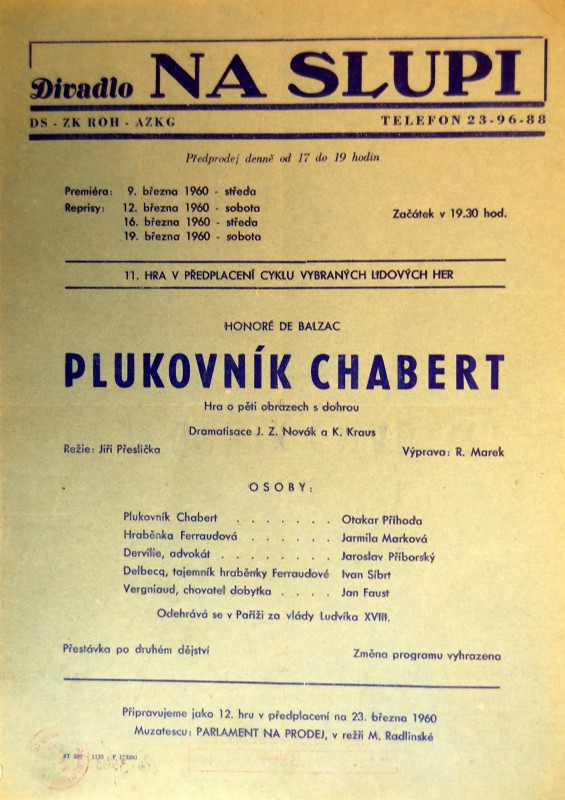 Divadlo NA SLUPI
DS - ZK ROH - AZKG TELEFON 23-96-88
Předprodej denně od 17 do 19 hodin
Premiéra: 9. března 1960 - středa
Reprisy: 12. března 1960 - sobota
16. března 1960 - středa
19. března 1960 - sobota
Začátek v 19.30 hod.
11. HRA V PŘEDPLACENÍ CYKLU VYBRANÝCH LIDOVÝCH HER
HONORÉ DE BALZAC
PLUKOVNÍK CHABERT
Hra o pěti obrazech s dohrou
Dramatisace J. Z. Novák a K. Kraus
Režie: Jiří Přeslička Výprava: R. Marek
OSOBY:
Plukovník Chabert . . . . . . . Otakar Příhoda
Hraběnka Ferraudová . . . . . . Jarmila Marková
Derville, advokát . . . . . . . Jaroslav Příborský
Delbecq, tajemník hraběnky Ferraudové Ivan Síbrt
Vergniaud, chovatel dobytka . . . . Jan Faust
Odehrává se v Paříži za vlády Ludvíka XVIII.
Přestávka po druhém dějství Změna programu vyhrazena
Připravujeme jako 12. hru v předplacení na 23. března 1960
Muzatescu: PARLAMENT NA PRODEJ, v režii M. Radlinské